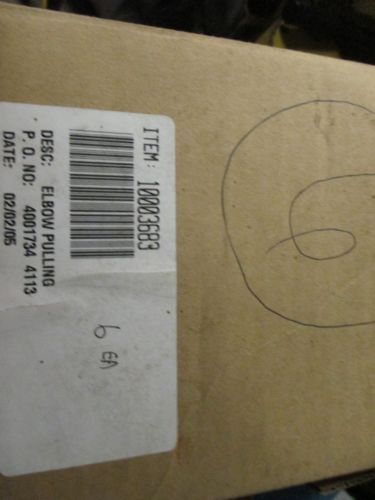 ITEM: 10003683
DESC: ELBOW PULLING
P. O. NO: 4001734 4113
DATE: 02/02/05
6 EA
6